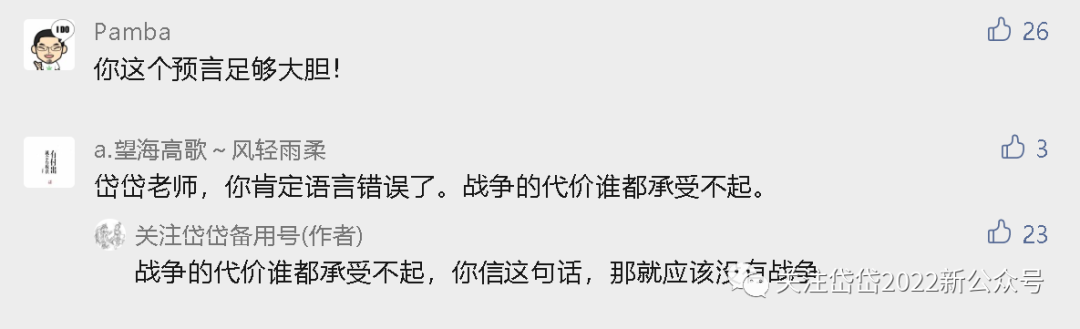 I DO
Pamba
26
你这个预言足够大胆！
a.望海高歌～风轻雨柔
3
岱岱老师，你肯定语言错误了。战争的代价谁都承受不起。
关注岱岱备用号(作者)
23
战争的代价谁都承受不起，你信这句话，那就应该没有战争
关注岱岱2022新公众号